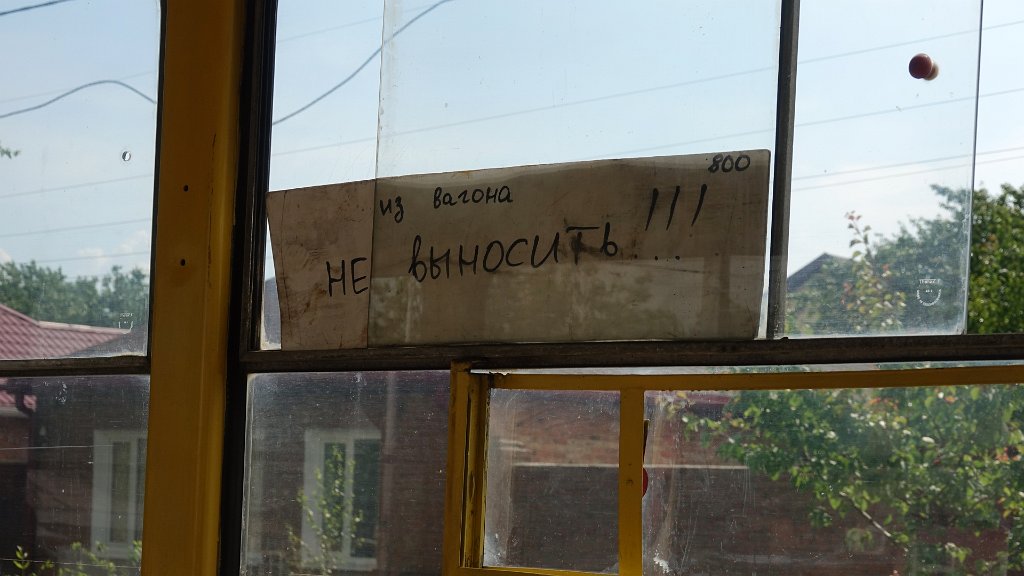 800
из вагона
НЕ выносить !!!